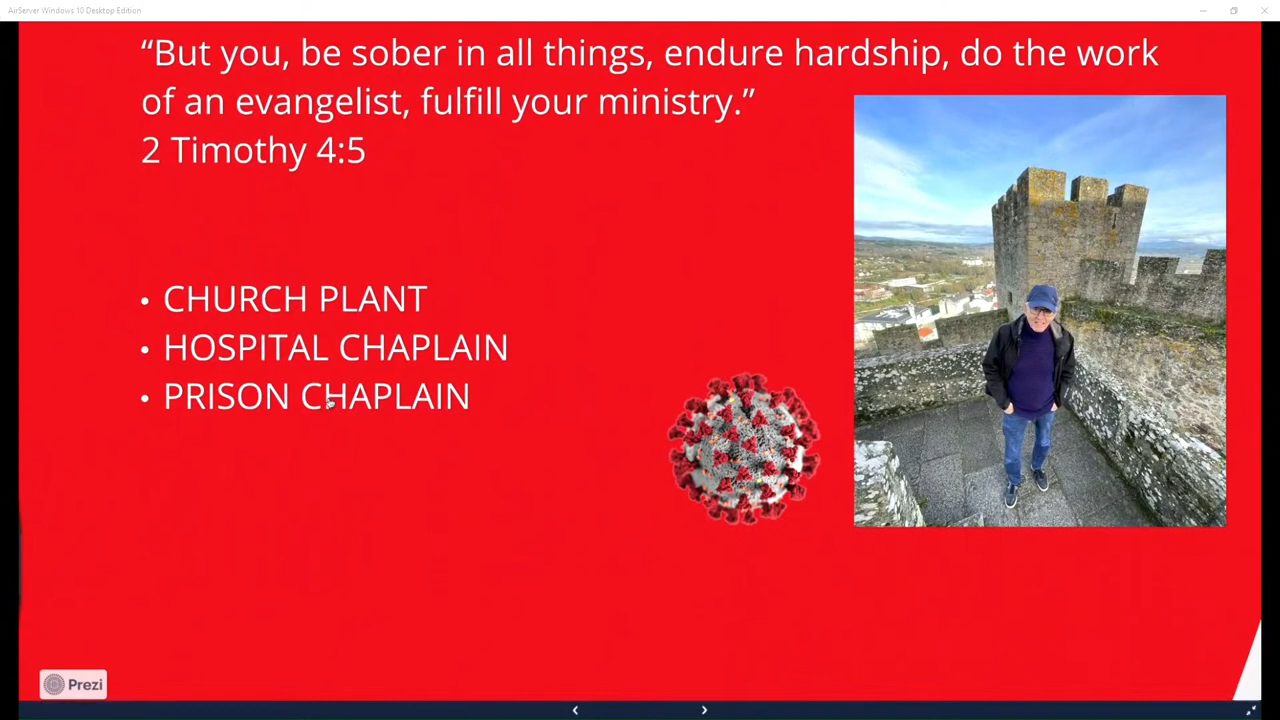 AirServer Windows 10 Desktop Edition
“But you, be sober in all things, endure hardship, do the work
of an evangelist, fulfill your ministry.”
2 Timothy 4:5
• CHURCH PLANT
• HOSPITAL CHAPLAIN
• PRISON CHAPLAIN
Prezi